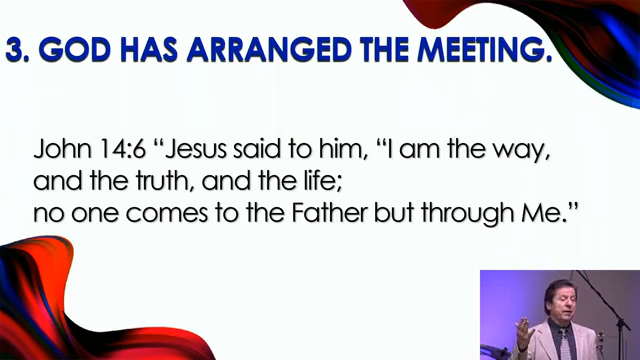 3. GOD HAS ARRANGED THE MEETING.
John 14:6 “Jesus said to him, “I am the way,
and the truth, and the life;
no one comes to the Father but through Me.”